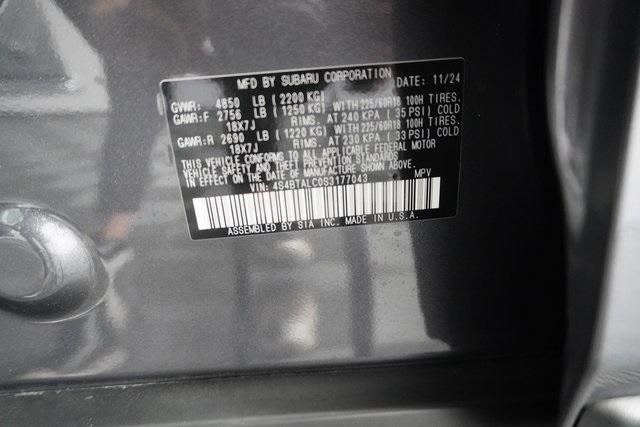 MFD BY SUBARU CORPORATION DATE: 11/24
GVWR: 4850 LB (2200 KG)
GAWR:F 2756 LB (1250 KG) WITH 225/60R18 100H TIRES.
18X7J RIMS. AT 240 KPA (35 PSI) COLD
GAWR:R 2690 LB (1220 KG) WITH 225/60R18 100H TIRES.
18X7J RIMS. AT 230 KPA (33 PSI) COLD
THIS VEHICLE CONFORMS TO ALL APPLICABLE FEDERAL MOTOR
VEHICLE SAFETY AND THEFT PREVENTION STANDARDS
IN EFFECT ON THE DATE OF MANUFACTURE SHOWN ABOVE.
VIN: 4S4BTALC0S3177043 MPV
ASSEMBLED BY SIA INC. MADE IN U.S.A.